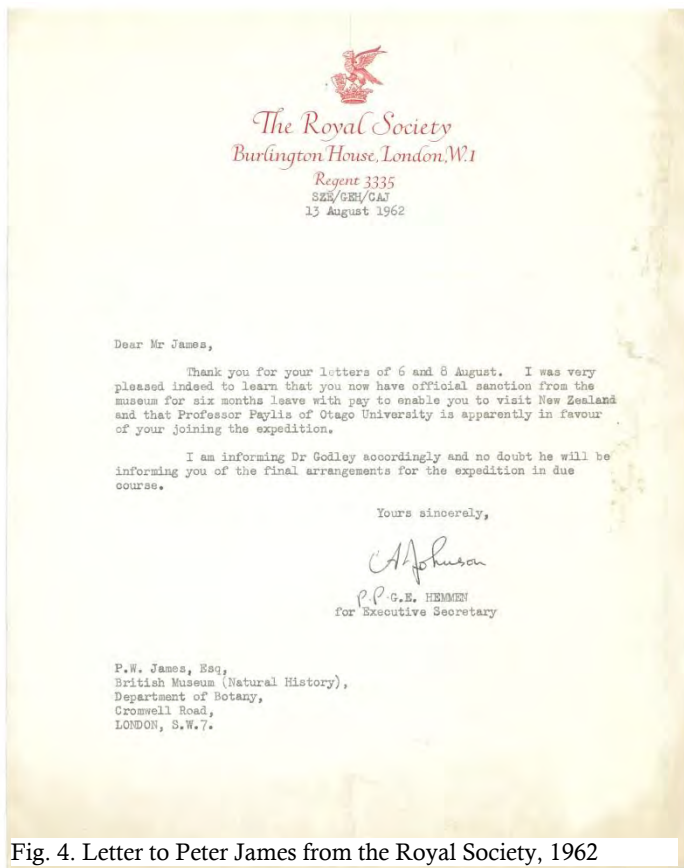 The Royal Society
Burlington House, London, W.1
Regent 3335
SZR/GEH/CAJ
13 August 1962
Dear Mr James,
Thank you for your letters of 6 and 8 August. I was very
pleased indeed to learn that you now have official sanction from the
museum for six months leave with pay to enable you to visit New Zealand
and that Professor Paylis of Otago University is apparently in favour
of your joining the expedition.
I am informing Dr Godley accordingly and no doubt he will be
informing you of the final arrangements for the expedition in due
course.
Yours sincerely,
CAJohnson
P.P. G.E. HEMMEN
for Executive Secretary
P.W. James, Esq,
British Museum (Natural History),
Department of Botany,
Cromwell Road,
LONDON, S.W.7.
Fig. 4. Letter to Peter James from the Royal Society, 1962